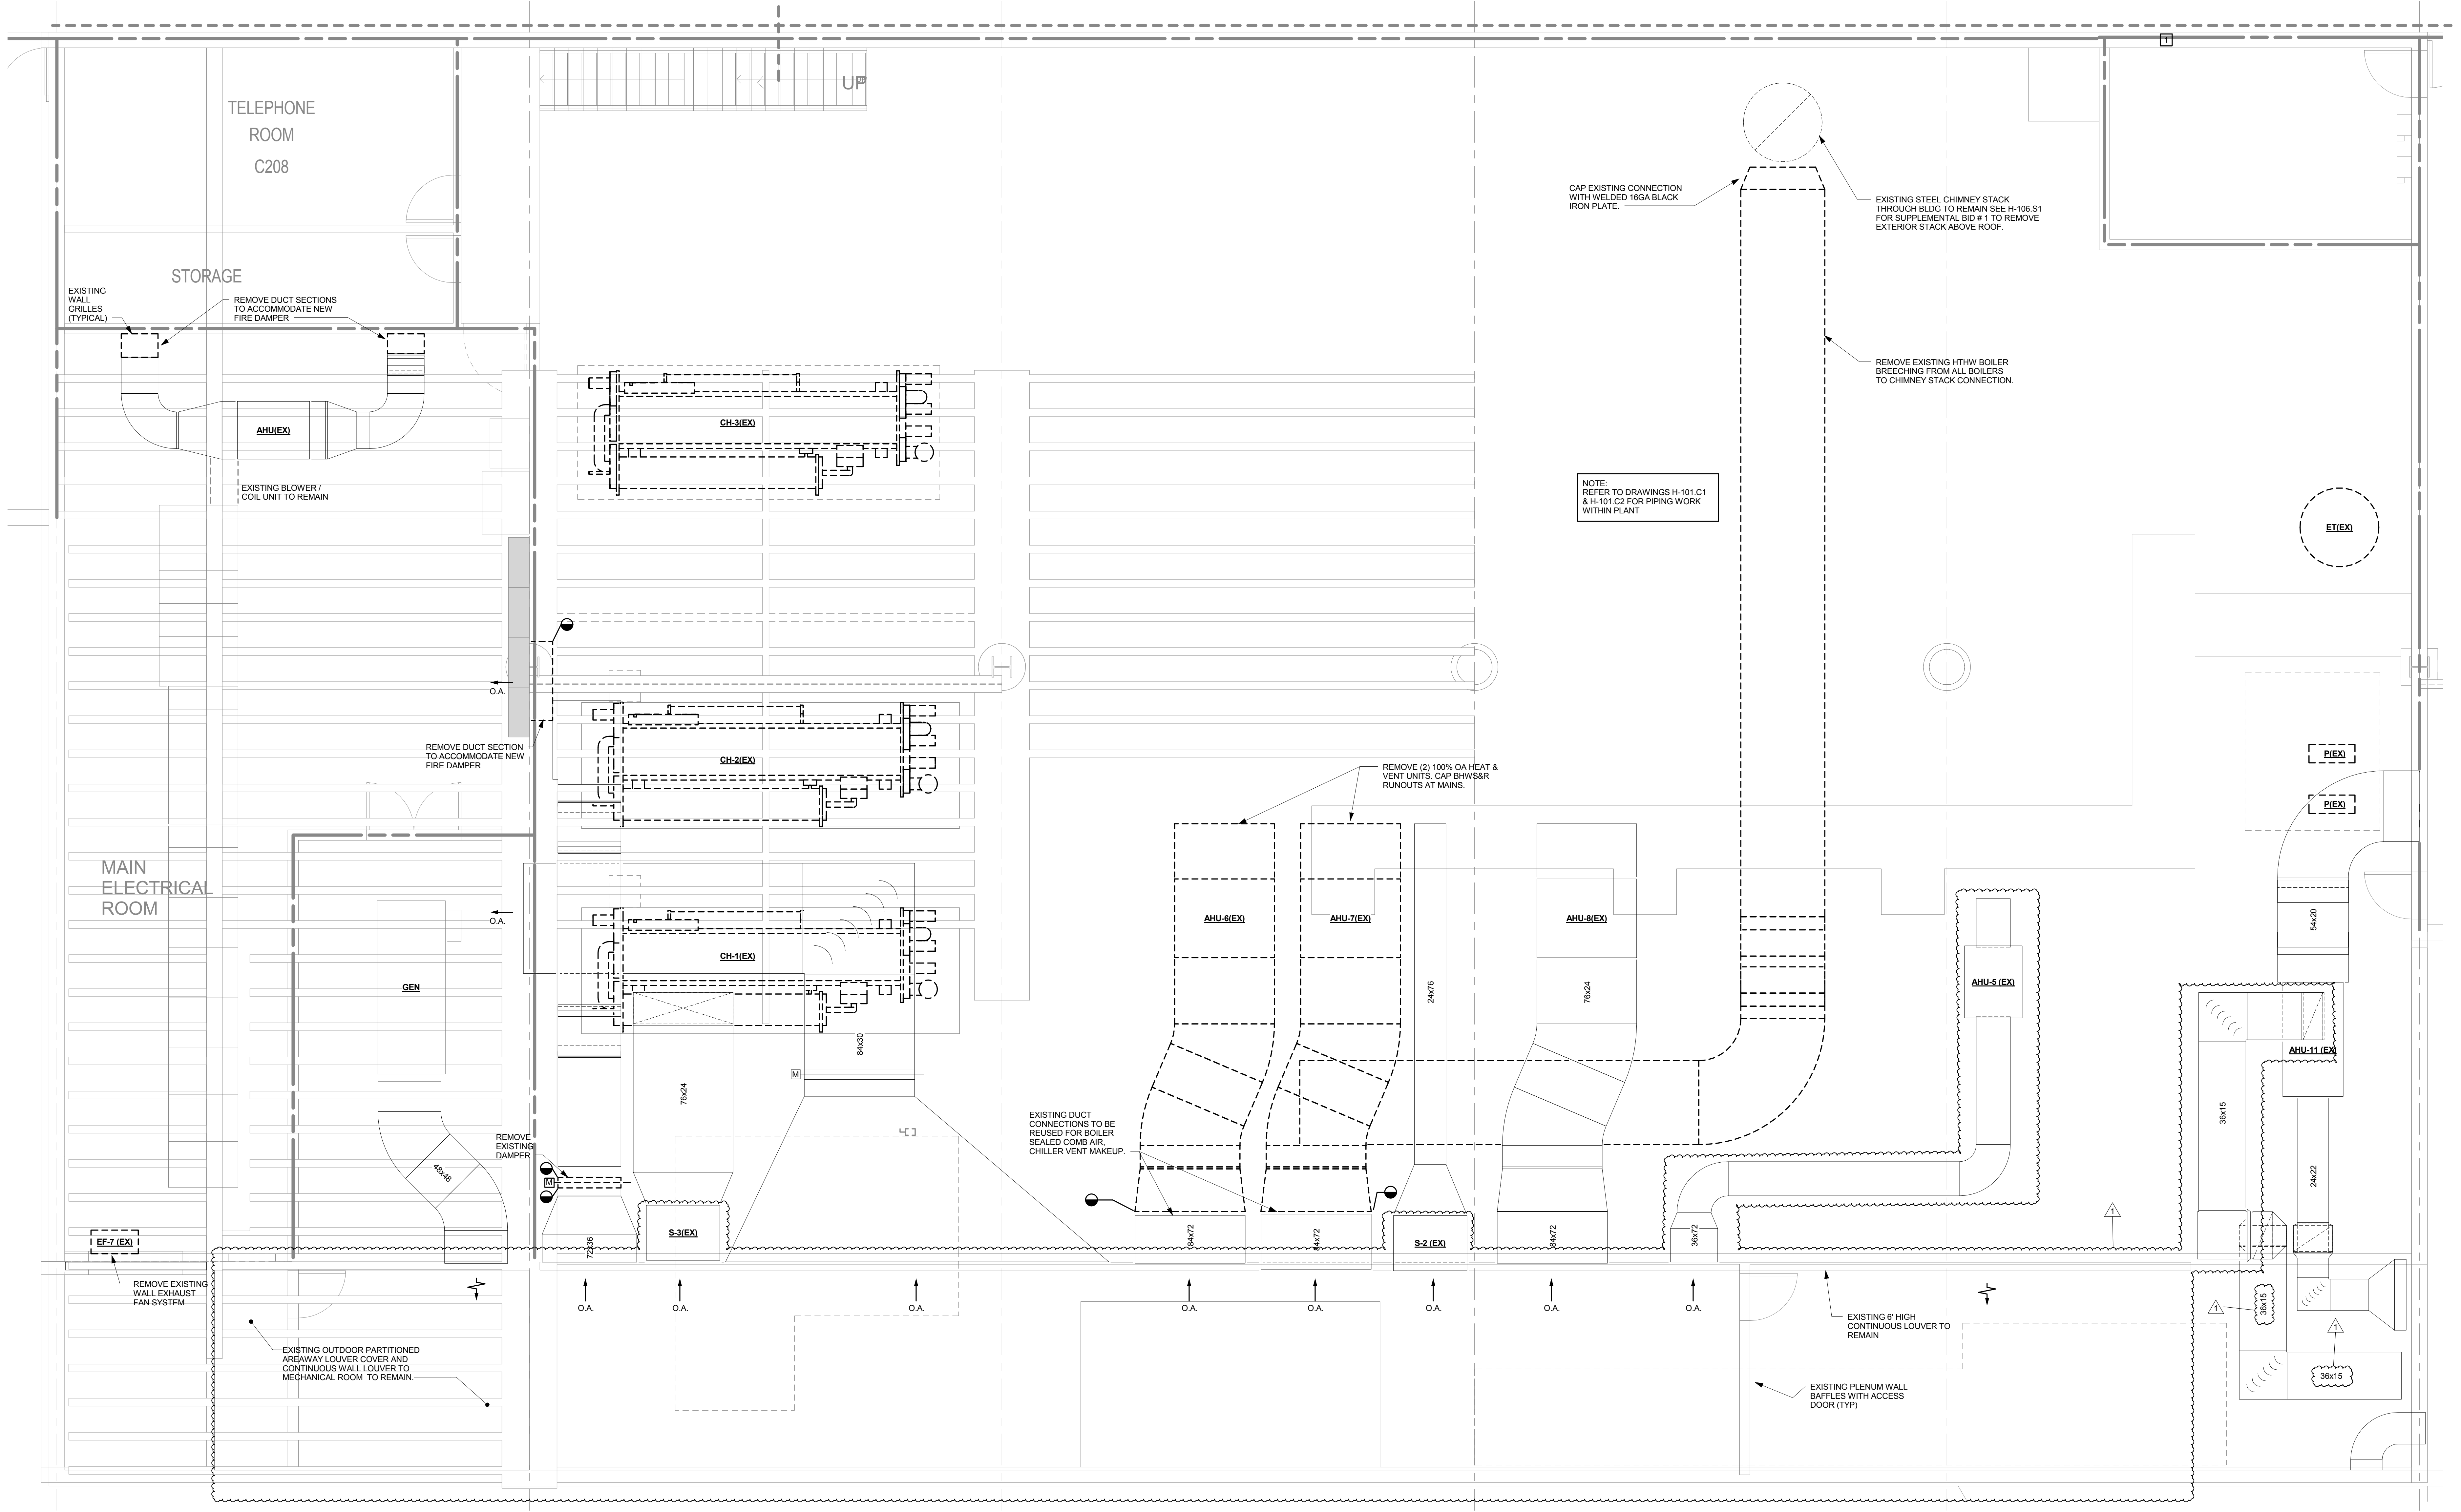 1
UP
TELEPHONE
ROOM
C208
CAP EXISTING CONNECTION
WITH WELDED 16GA BLACK
IRON PLATE.
EXISTING STEEL CHIMNEY STACK
THROUGH BLDG TO REMAIN SEE H-106.S1
FOR SUPPLEMENTAL BID # 1 TO REMOVE
EXTERIOR STACK ABOVE ROOF.
STORAGE
EXISTING
WALL
GRILLES
(TYPICAL)
REMOVE DUCT SECTIONS
TO ACCOMMODATE NEW
FIRE DAMPER
REMOVE EXISTING HTHW BOILER
BREECHING FROM ALL BOILERS
TO CHIMNEY STACK CONNECTION.
AHU(EX)
CH-3(EX)
EXISTING BLOWER /
COIL UNIT TO REMAIN
NOTE:
REFER TO DRAWINGS H-101.C1
& H-101.C2 FOR PIPING WORK
WITHIN PLANT
ET(EX)
O.A.
REMOVE DUCT SECTION
TO ACCOMMODATE NEW
FIRE DAMPER
CH-2(EX)
REMOVE (2) 100% OA HEAT &
VENT UNITS. CAP BHWS&R
RUNOUTS AT MAINS.
P(EX)
P(EX)
MAIN
ELECTRICAL
ROOM
O.A.
CH-1(EX)
AHU-6(EX)
AHU-7(EX)
AHU-8(EX)
54x20
GEN
24x76
76x24
AHU-5 (EX)
84x30
M
AHU-11 (EX)
76x24
36x15
EXISTING DUCT
CONNECTIONS TO BE
REUSED FOR BOILER
SEALED COMB AIR,
CHILLER VENT MAKEUP.
REMOVE
EXISTING
DAMPER
48x48
M
24x22
1
EF-7 (EX)
72x36
S-3(EX)
84x72
84x72
S-2 (EX)
84x72
36x72
REMOVE EXISTING
WALL EXHAUST
FAN SYSTEM
O.A.
O.A.
O.A.
O.A.
O.A.
O.A.
O.A.
O.A.
1
36x15
1
EXISTING 6' HIGH
CONTINUOUS LOUVER TO
REMAIN
EXISTING OUTDOOR PARTITIONED
AREAWAY LOUVER COVER AND
CONTINUOUS WALL LOUVER TO
MECHANICAL ROOM TO REMAIN.
36x15
EXISTING PLENUM WALL
BAFFLES WITH ACCESS
DOOR (TYP)